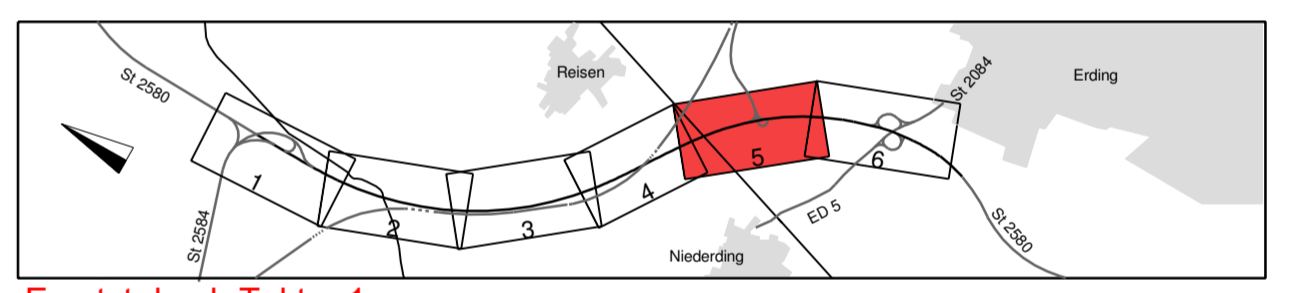 St 2580
Reisen
St 2084
Erding
1
2
3
4
5
6
St 2584
ED 5
Niederding
St 2580